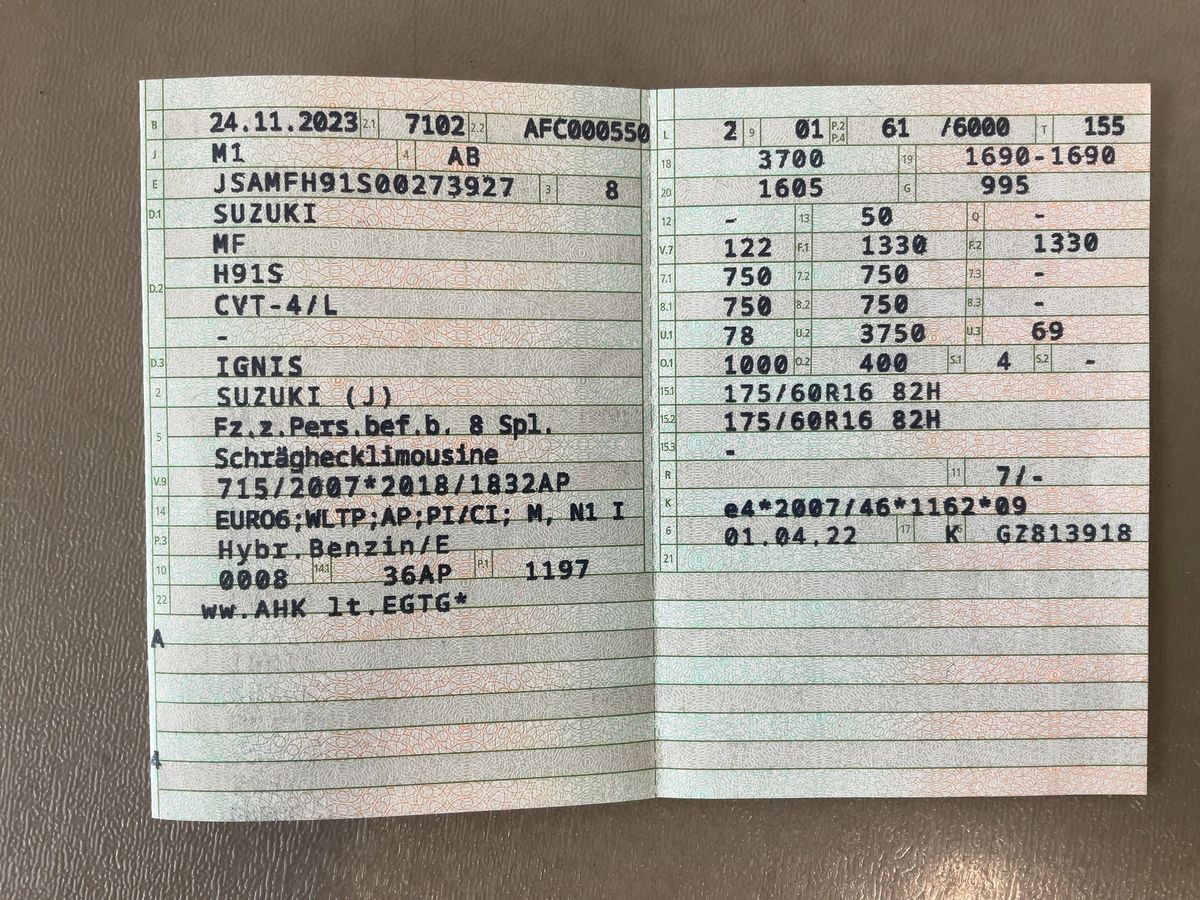 B 24.11.2023 2.1 7102 2.2 AFC000550
J M1 4 AB
E JSAMFH91S00273927 3 8
D.1 SUZUKI
MF
D.2 H91S
CVT-4/L
-
D.3 IGNIS
2 SUZUKI (J)
5 Fz.z.Pers.bef.b. 8 Spl.
Schräghecklimousine
V.9 715/2007*2018/1832AP
14 EURO6;WLTP;AP;PI/CI; M, N1 I
P.3 Hybr.Benzin/E
10 0008 14.1 36AP P.1 1197
22 ww.AHK lt.EGTG*
A
4
L 2 9 01 P.2 P.4 61 /6000 T 155
18 3700 19 1690-1690
20 1605 G 995
12 - 13 50 Q -
V.7 122 F.1 1330 F.2 1330
7.1 750 7.2 750 7.3 -
8.1 750 8.2 750 8.3 -
U.1 78 U.2 3750 U.3 69
O.1 1000 O.2 400 S.1 4 S.2 -
15.1 175/60R16 82H
15.2 175/60R16 82H
15.3 -
R 11 7/-
K e4*2007/46*1162*09
6 01.04.22 17 K 16 GZ813918
21